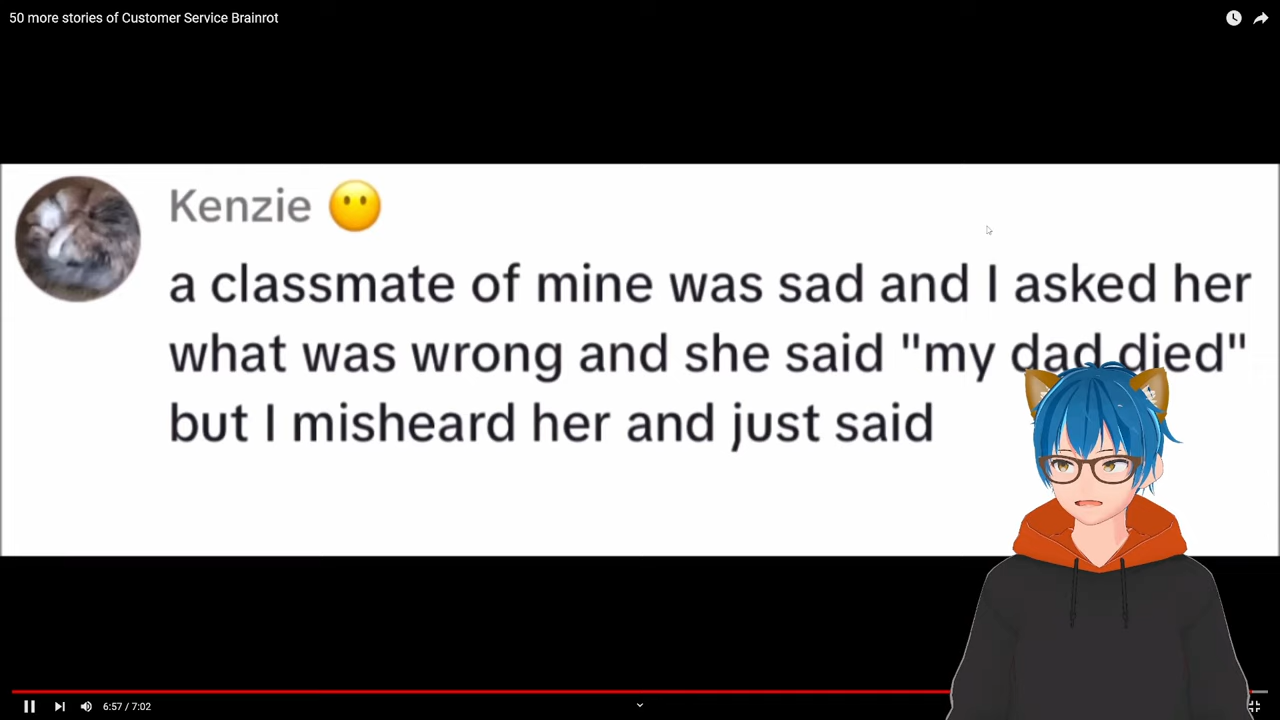 50 more stories of Customer Service Brainrot
Kenzie 😶
a classmate of mine was sad and I asked her
what was wrong and she said "my dad died"
but I misheard her and just said
6:57 / 7:02